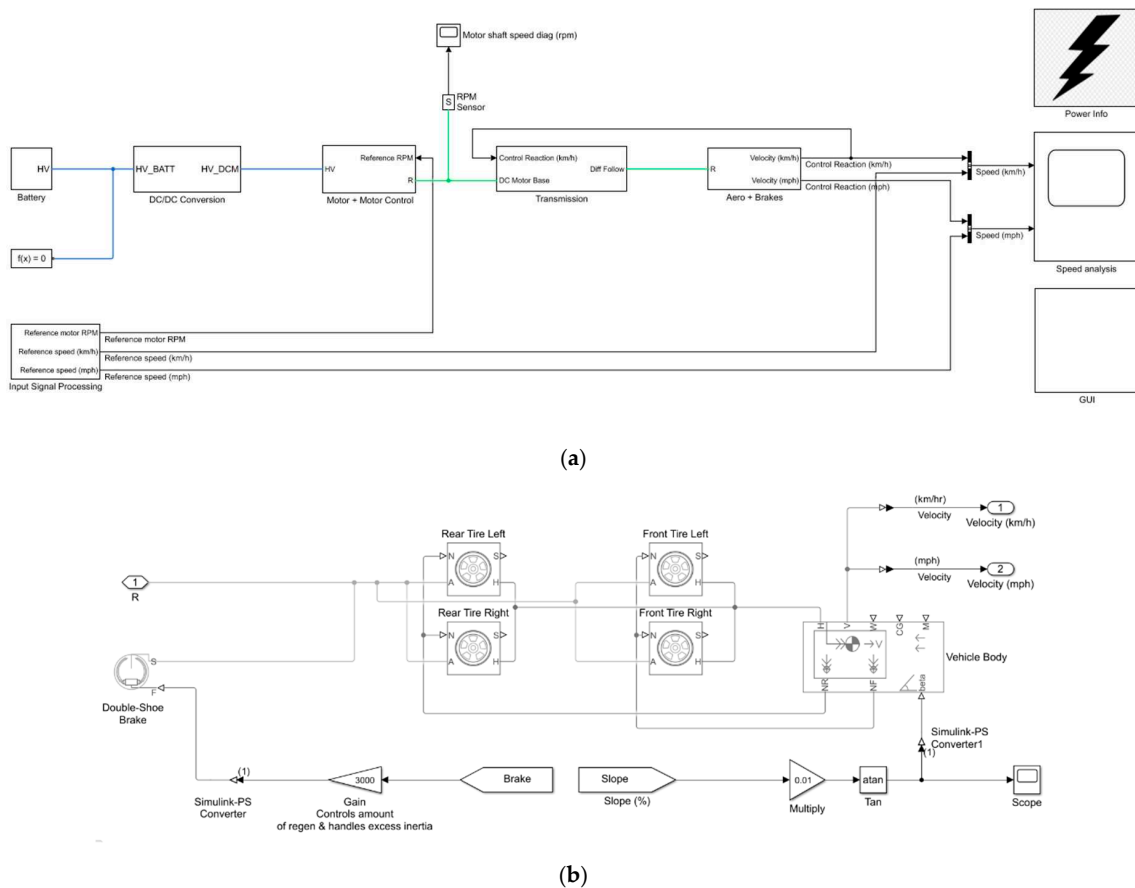 Motor shaft speed diag (rpm)
S
RPM
Sensor
Power Info
HV
Battery
HV_BATT
HV_DCM
DC/DC Conversion
Reference RPM
HV
R
Motor + Motor Control
Control Reaction (km/h)
DC Motor Base
Diff Follow
Transmission
R
Velocity (km/h)
Velocity (mph)
Aero + Brakes
Control Reaction (km/h)
Control Reaction (mph)
Speed (km/h)
Speed (mph)
Speed analysis
f(x) = 0
Reference motor RPM
Reference speed (km/h)
Reference speed (mph)
Input Signal Processing
Reference motor RPM
Reference speed (km/h)
Reference speed (mph)
GUI
(a)
Rear Tire Left
N
S
A
H
Front Tire Left
N
S
A
H
(km/hr)
Velocity
1
Velocity (km/h)
(mph)
Velocity
2
Velocity (mph)
1
R
Rear Tire Right
N
S
A
H
Front Tire Right
N
S
A
H
H
V
W
CG
M
V
NR
NF
beta
Vehicle Body
S
F
Double-Shoe
Brake
Simulink-PS
Converter1
(1)
(1)
Simulink-PS
Converter
3000
Gain
Controls amount
of regen & handles excess inertia
Brake
Slope
Slope (%)
0.01
Multiply
atan
Tan
Scope
(b)